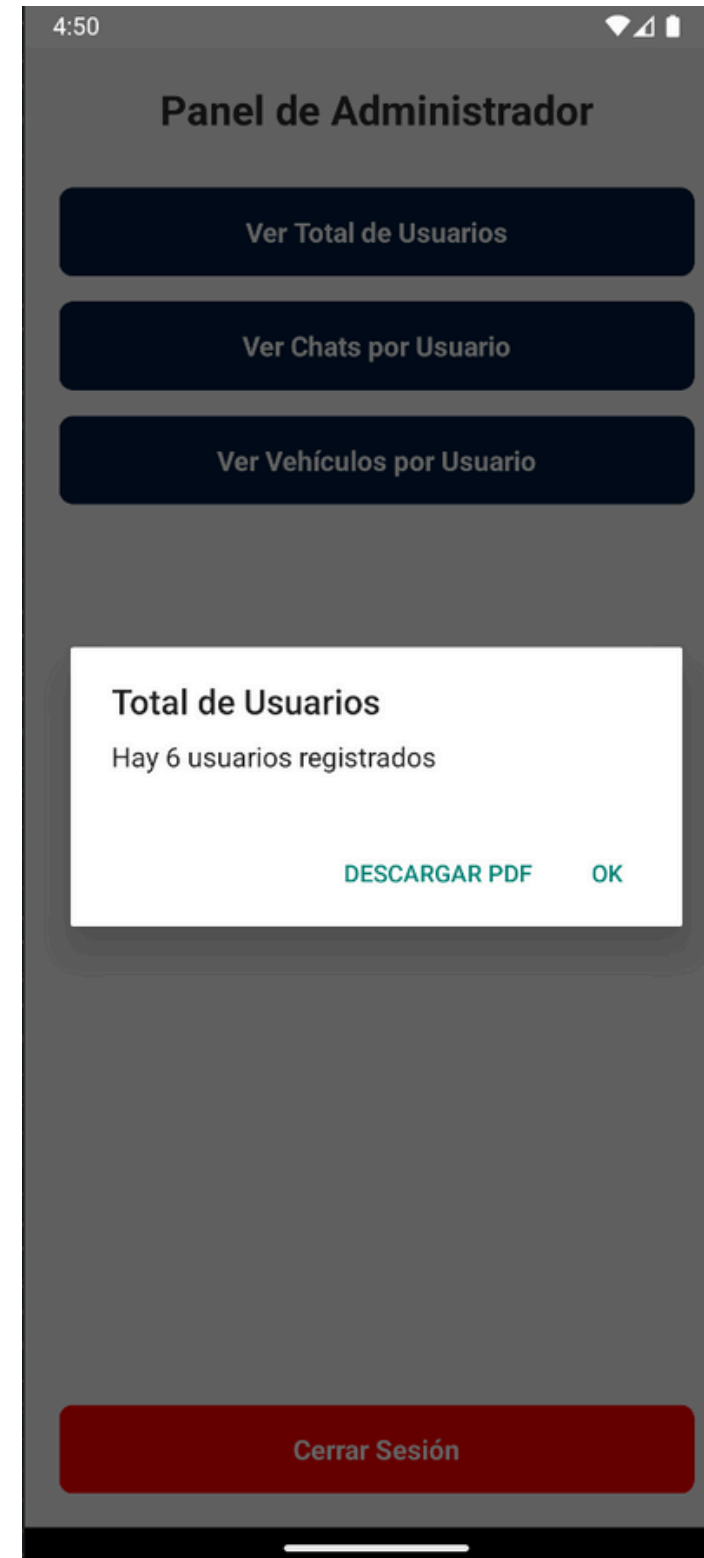 4:50
Panel de Administrador
Ver Total de Usuarios
Ver Chats por Usuario
Ver Vehículos por Usuario
Total de Usuarios
Hay 6 usuarios registrados
DESCARGAR PDF OK
Cerrar Sesión